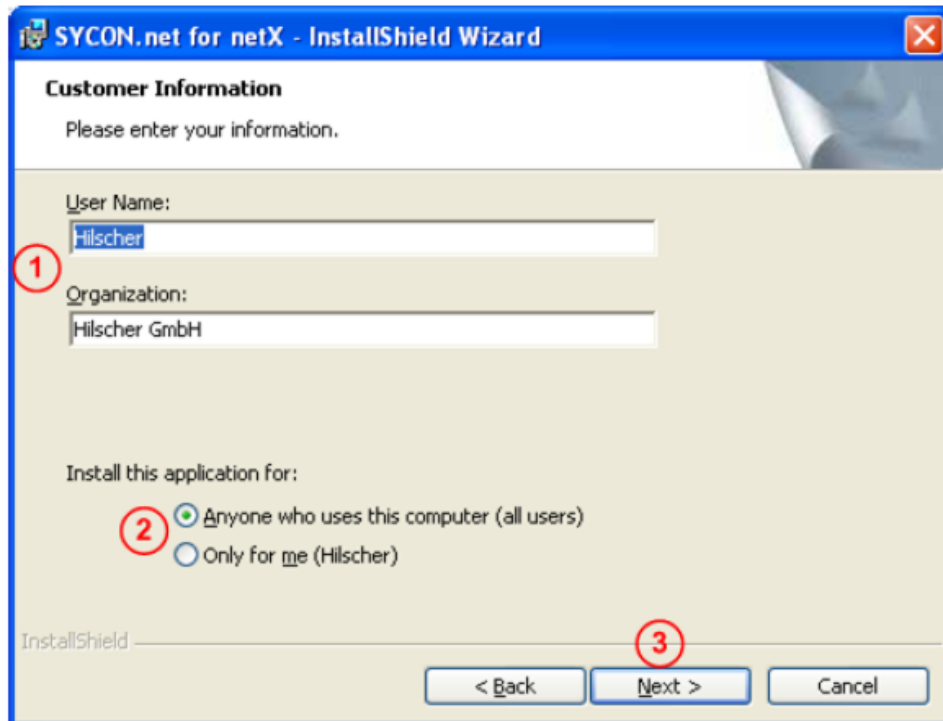 SYCON.net for netX - InstallShield Wizard
Customer Information
Please enter your information.
User Name:
Hilscher
1
Organization:
Hilscher GmbH
Install this application for:
2
Anyone who uses this computer (all users)
Only for me (Hilscher)
InstallShield
3
< Back
Next >
Cancel